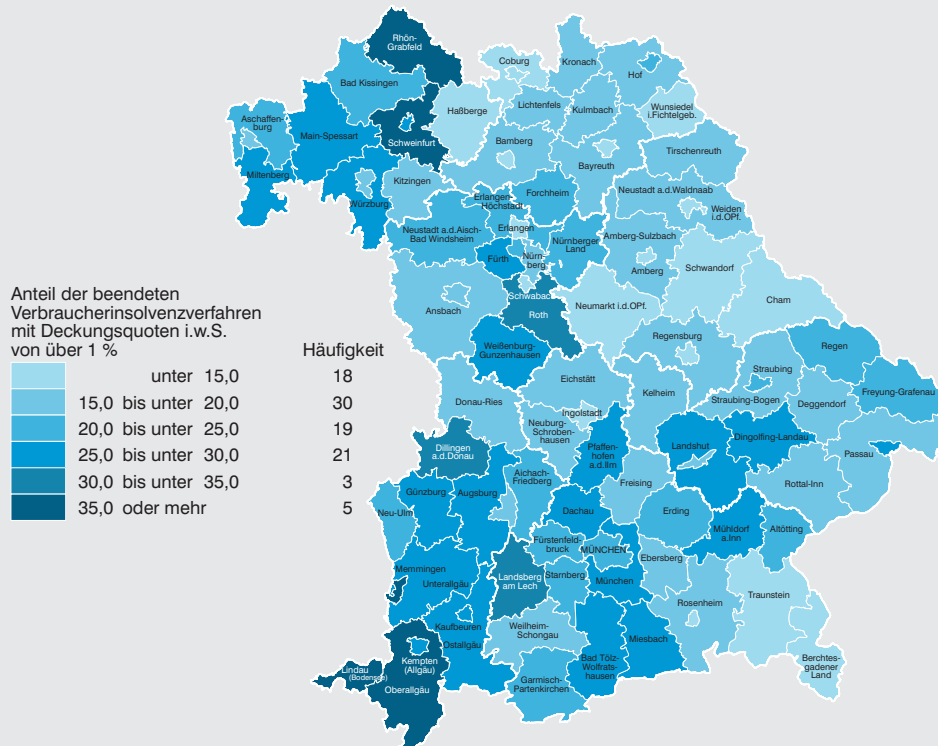 Rhön-
Grabfeld
Coburg
Kronach
Hof
Bad Kissingen
Lichtenfels
Kulmbach
Wunsiedel
i.Fichtelgeb.
Haßberge
Aschaffen-
burg
Main-Spessart
Schweinfurt
Bamberg
Bayreuth
Tirschenreuth
Miltenberg
Würzburg
Kitzingen
Erlangen-
Höchstadt
Forchheim
Neustadt a.d.Waldnaab
Weiden
i.d.OPf.
Neustadt a.d.Aisch-
Bad Windsheim
Erlangen
Nürnberger
Land
Amberg-Sulzbach
Fürth
Nürn-
berg
Amberg
Schwandorf
Schwabach
Roth
Neumarkt i.d.OPf.
Cham
Ansbach
Regensburg
Weißenburg-
Gunzenhausen
Regen
Straubing
Eichstätt
Kelheim
Straubing-Bogen
Deggendorf
Freyung-Grafenau
Donau-Ries
Ingolstadt
Neuburg-
Schroben-
hausen
Pfaffen-
hofen
a.d.Ilm
Landshut
Dingolfing-Landau
Passau
Dillingen
a.d.Donau
Aichach-
Friedberg
Freising
Rottal-Inn
Günzburg
Augsburg
Neu-Ulm
Dachau
Erding
Mühldorf
a.Inn
Altötting
Fürstenfeld-
bruck
MÜNCHEN
Ebersberg
Memmingen
Unterallgäu
Landsberg
am Lech
Starnberg
München
Traunstein
Rosenheim
Kaufbeuren
Ostallgäu
Weilheim-
Schongau
Miesbach
Bad Tölz-
Wolfrats-
hausen
Berchtes-
gadener
Land
Lindau
(Bodensee)
Kempten
(Allgäu)
Oberallgäu
Garmisch-
Partenkirchen
Anteil der beendeten
Verbraucherinsolvenzverfahren
mit Deckungsquoten i.w.S.
von über 1 % Häufigkeit
unter 15,0 18
15,0 bis unter 20,0 30
20,0 bis unter 25,0 19
25,0 bis unter 30,0 21
30,0 bis unter 35,0 3
35,0 oder mehr 5